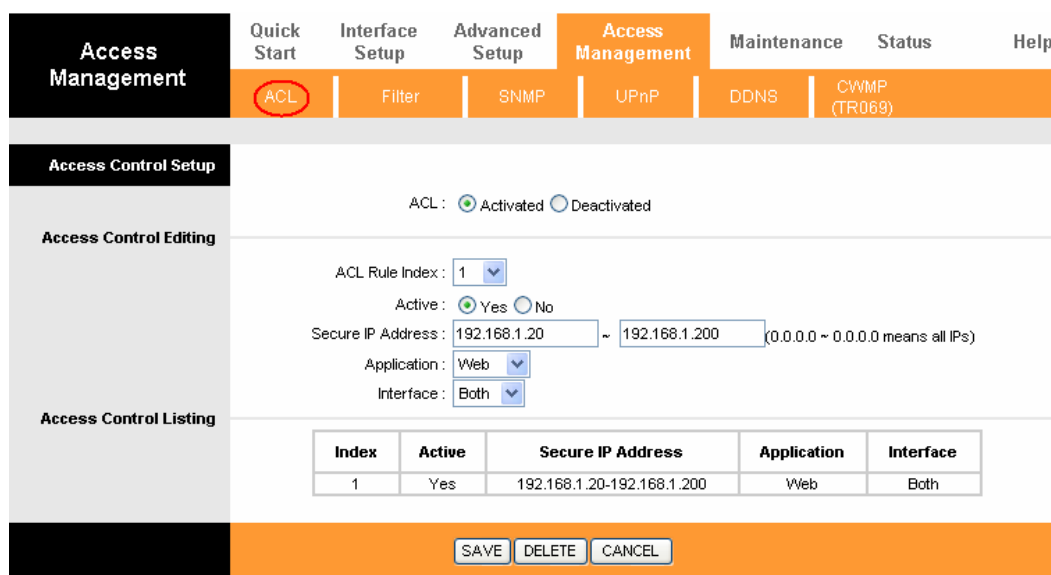 Access Management
Quick Start
Interface Setup
Advanced Setup
Access Management
Maintenance
Status
Help
ACL
Filter
SNMP
UPnP
DDNS
CWMP (TR069)
Access Control Setup
ACL : Activated Deactivated
Access Control Editing
ACL Rule Index : 1
Active : Yes No
Secure IP Address : 192.168.1.20 ~ 192.168.1.200 (0.0.0.0 ~ 0.0.0.0 means all IPs)
Application : Web
Interface : Both
Access Control Listing
Index Active Secure IP Address Application Interface
1 Yes 192.168.1.20-192.168.1.200 Web Both
SAVE DELETE CANCEL